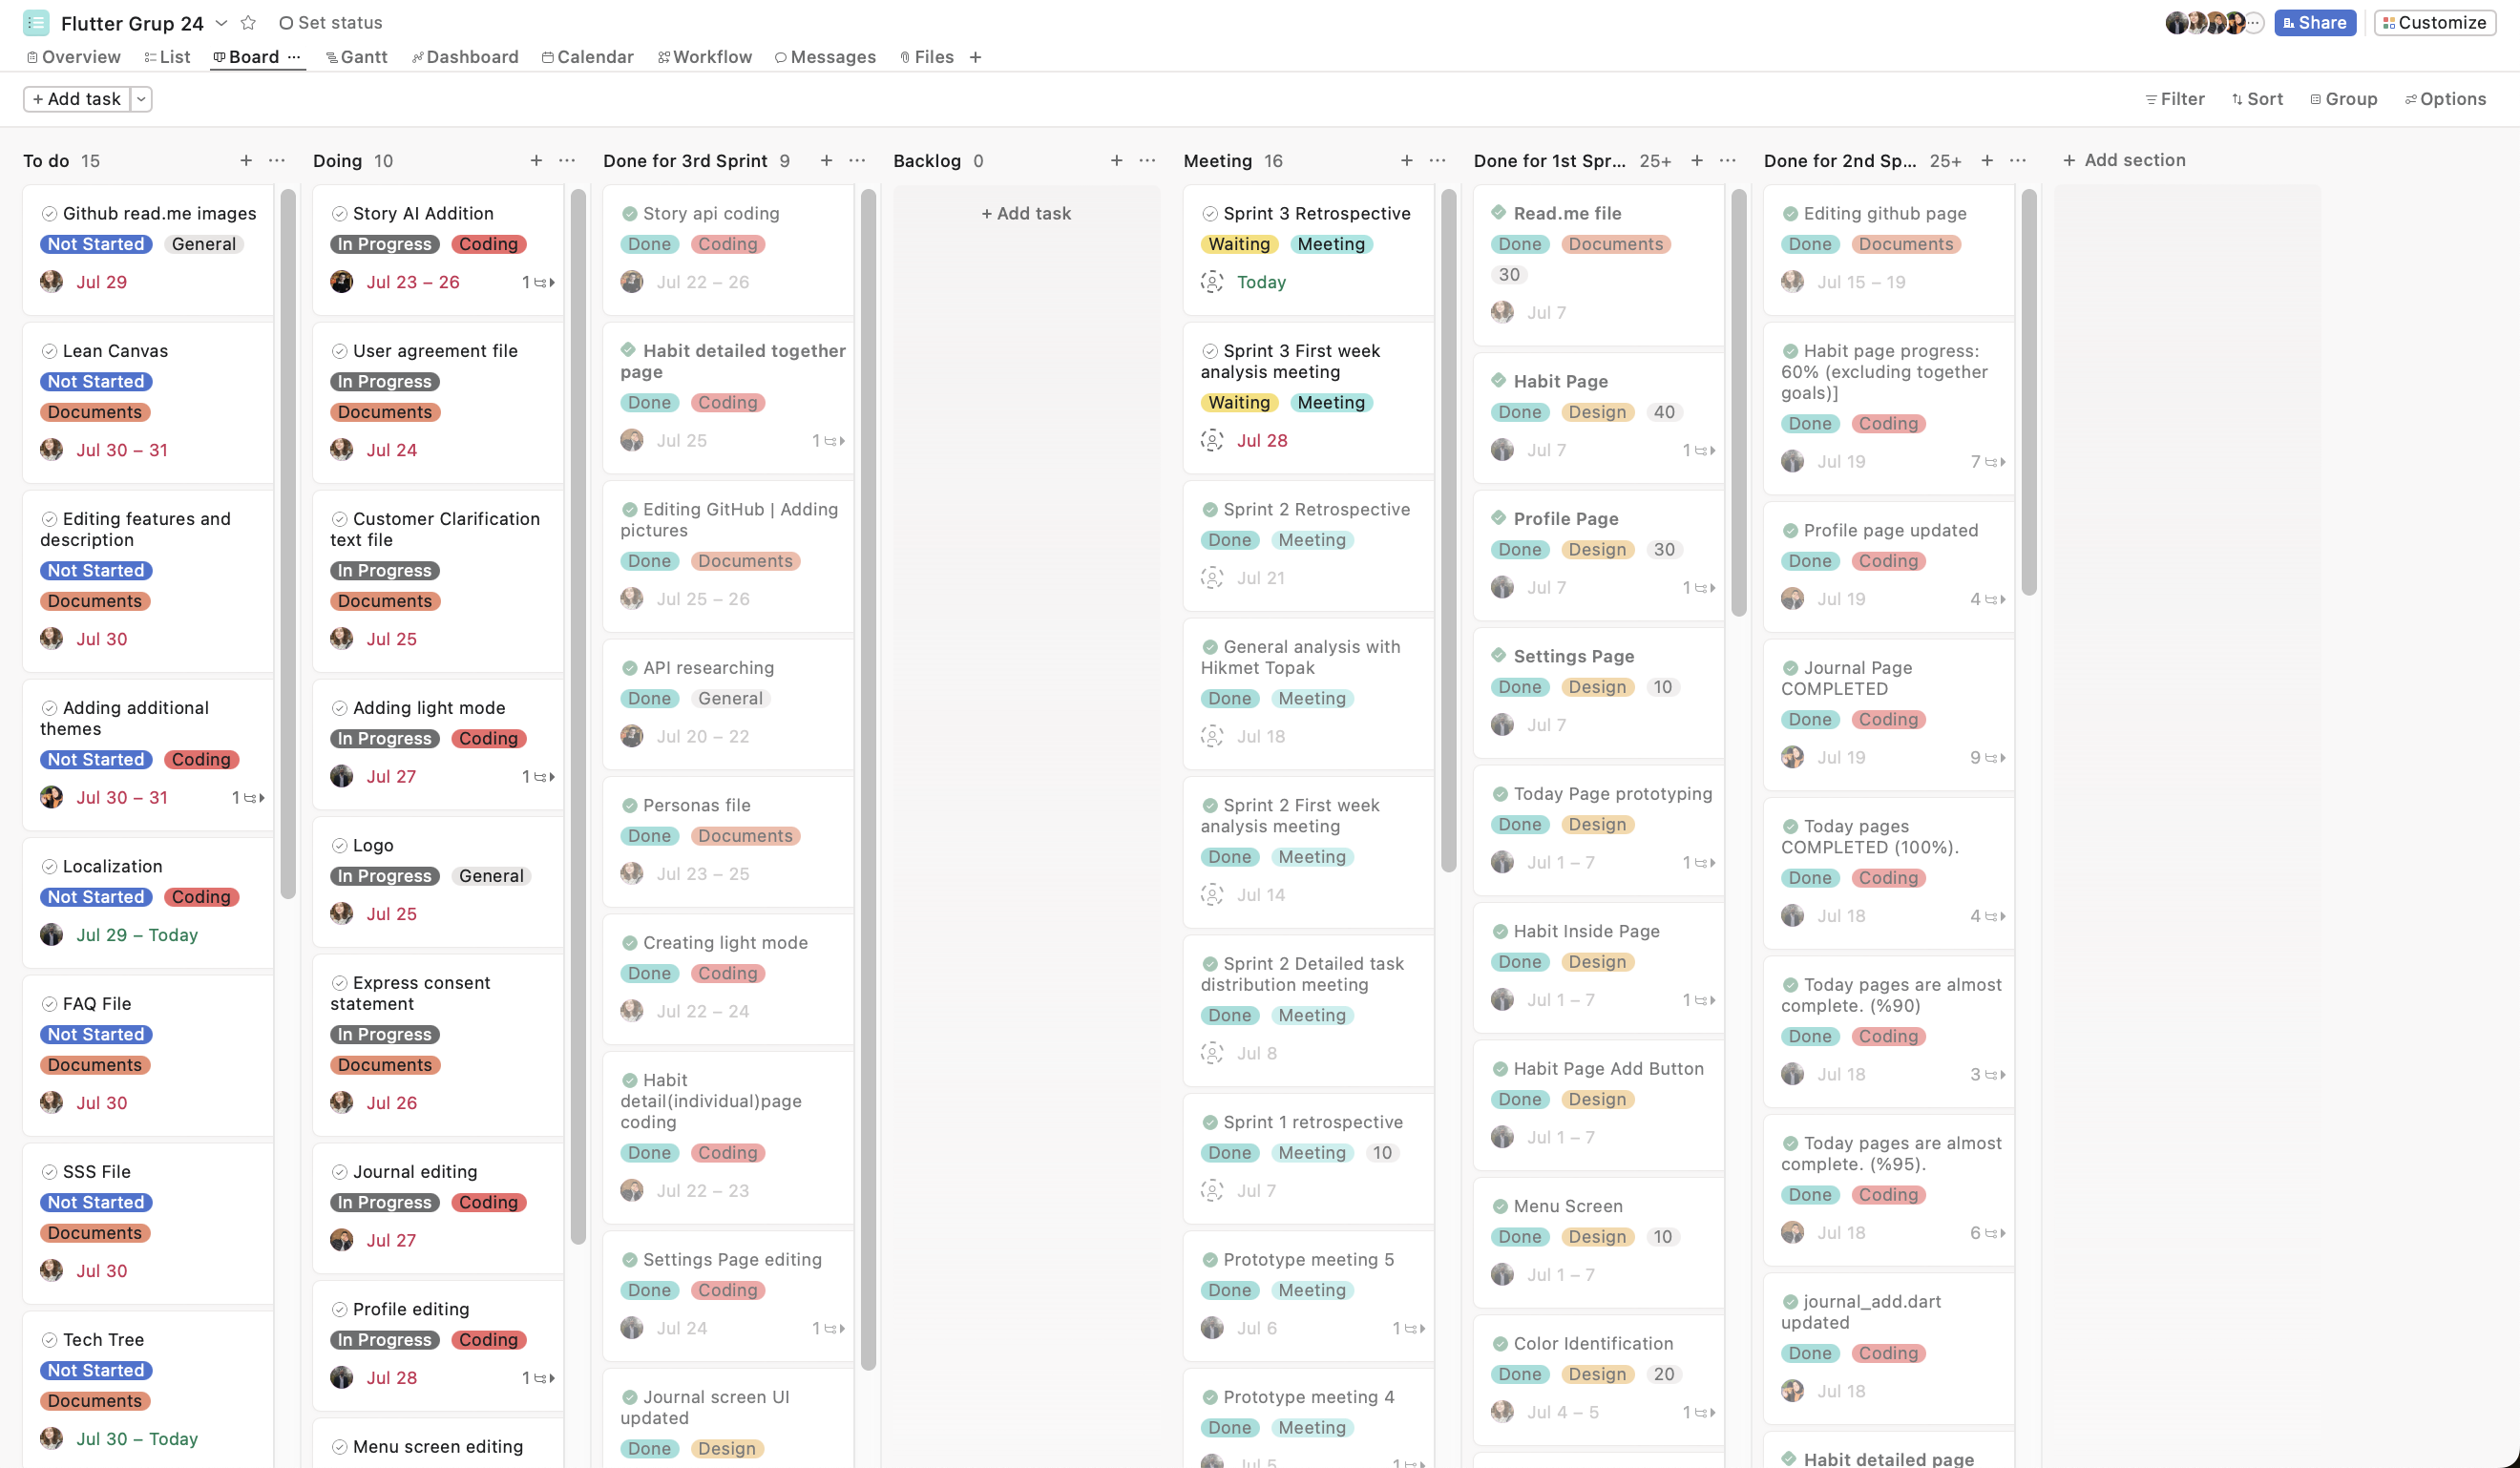 Flutter Grup 24
Set status
Share
Customize
Overview
List
Board
Gantt
Dashboard
Calendar
Workflow
Messages
Files
+ Add task
Filter
Sort
Group
Options
To do 15
Github read.me images
Not Started General
Jul 29
Lean Canvas
Not Started
Documents
Jul 30 – 31
Editing features and
description
Not Started
Documents
Jul 30
Adding additional
themes
Not Started Coding
Jul 30 – 31 1
Localization
Not Started Coding
Jul 29 – Today
FAQ File
Not Started
Documents
Jul 30
SSS File
Not Started
Documents
Jul 30
Tech Tree
Not Started
Documents
Jul 30 – Today
Doing 10
Story AI Addition
In Progress Coding
Jul 23 – 26 1
User agreement file
In Progress
Documents
Jul 24
Customer Clarification
text file
In Progress
Documents
Jul 25
Adding light mode
In Progress Coding
Jul 27 1
Logo
In Progress General
Jul 25
Express consent
statement
In Progress
Documents
Jul 26
Journal editing
In Progress Coding
Jul 27
Profile editing
In Progress Coding
Jul 28 1
Menu screen editing
Done for 3rd Sprint 9
Story api coding
Done Coding
Jul 22 – 26
Habit detailed together
page
Done Coding
Jul 25 1
Editing GitHub | Adding
pictures
Done Documents
Jul 25 – 26
API researching
Done General
Jul 20 – 22
Personas file
Done Documents
Jul 23 – 25
Creating light mode
Done Coding
Jul 22 – 24
Habit
detail(individual)page
coding
Done Coding
Jul 22 – 23
Settings Page editing
Done Coding
Jul 24 1
Journal screen UI
updated
Done Design
Backlog 0
+ Add task
Meeting 16
Sprint 3 Retrospective
Waiting Meeting
Today
Sprint 3 First week
analysis meeting
Waiting Meeting
Jul 28
Sprint 2 Retrospective
Done Meeting
Jul 21
General analysis with
Hikmet Topak
Done Meeting
Jul 18
Sprint 2 First week
analysis meeting
Done Meeting
Jul 14
Sprint 2 Detailed task
distribution meeting
Done Meeting
Jul 8
Sprint 1 retrospective
Done Meeting 10
Jul 7
Prototype meeting 5
Done Meeting
Jul 6 1
Prototype meeting 4
Done Meeting
Jul 5 1
Done for 1st Spr... 25+
Read.me file
Done Documents
30
Jul 7
Habit Page
Done Design 40
Jul 7 1
Profile Page
Done Design 30
Jul 7 1
Settings Page
Done Design 10
Jul 7
Today Page prototyping
Done Design
Jul 1 – 7 1
Habit Inside Page
Done Design
Jul 1 – 7 1
Habit Page Add Button
Done Design
Jul 1 – 7
Menu Screen
Done Design 10
Jul 1 – 7
Color Identification
Done Design 20
Jul 4 – 5 1
Done for 2nd Sp... 25+
Editing github page
Done Documents
Jul 15 – 19
Habit page progress:
60% (excluding together
goals)]
Done Coding
Jul 19 7
Profile page updated
Done Coding
Jul 19 4
Journal Page
COMPLETED
Done Coding
Jul 19 9
Today pages
COMPLETED (100%).
Done Coding
Jul 18 4
Today pages are almost
complete. (%90)
Done Coding
Jul 18 3
Today pages are almost
complete. (%95).
Done Coding
Jul 18 6
journal_add.dart
updated
Done Coding
Jul 18
Habit detailed page
+ Add section